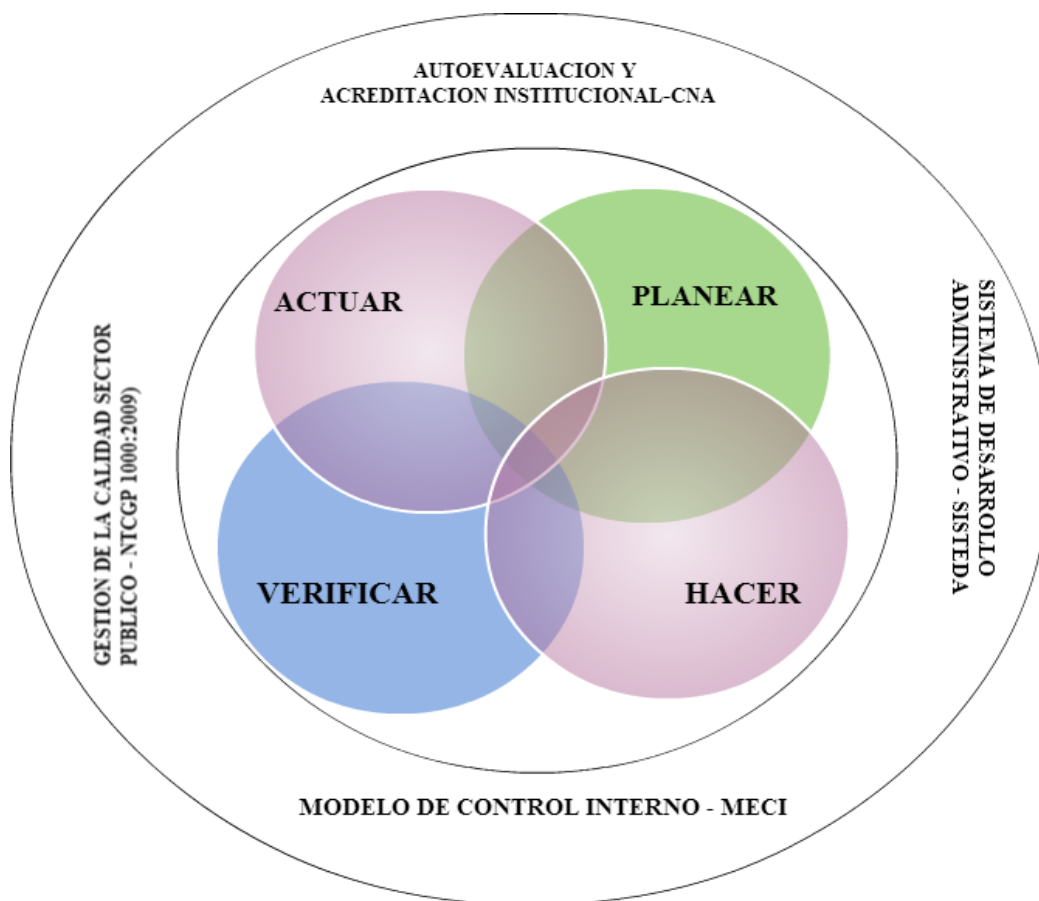 AUTOEVALUACION Y
ACREDITACION INSTITUCIONAL-CNA
ACTUAR
PLANEAR
SISTEMA DE DESARROLLO
ADMINISTRATIVO - SISTEDA
GESTION DE LA CALIDAD SECTOR
PUBLICO - NTCGP 1000:2009)
VERIFICAR
HACER
MODELO DE CONTROL INTERNO - MECI